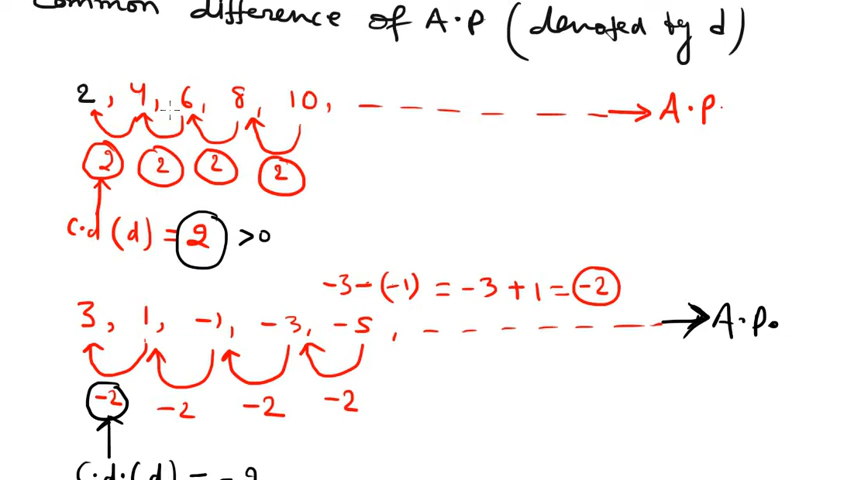 Common difference of A.P (denoted by d)
2, 4, 6, 8, 10, – – – – – – → A.P.
2 2 2 2
c.d (d) = 2 >0
-3-(-1) = -3+1 = -2
3, 1, -1, -3, -5, – – – – – – → A.P.
-2 -2 -2 -2
c.d.(d) = -2